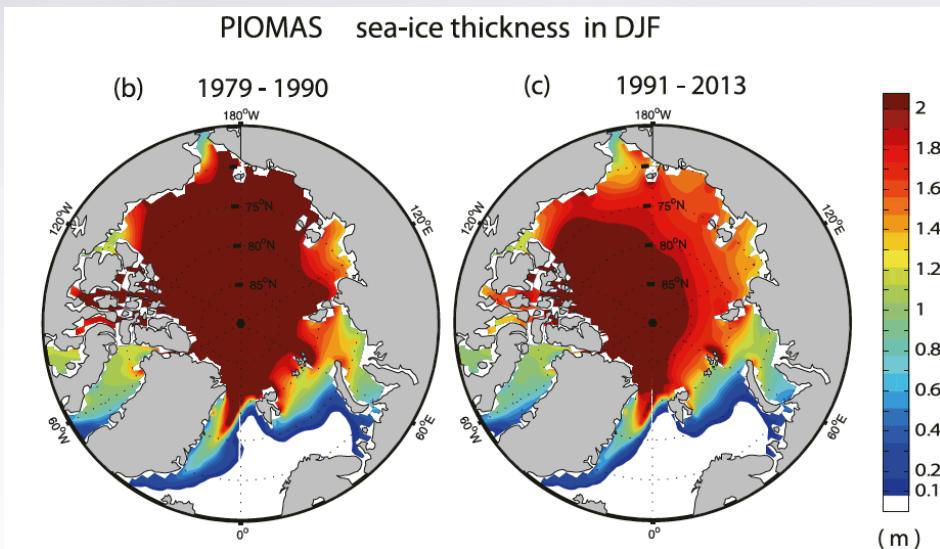 PIOMAS sea-ice thickness in DJF
(b) 1979 - 1990
(c) 1991 - 2013
180°W
120°W
120°E
75°N
80°N
85°N
60°W
60°E
0°
180°W
120°W
120°E
75°N
80°N
85°N
60°W
60°E
0°
2
1.8
1.6
1.4
1.2
1
0.8
0.6
0.4
0.2
0.1
( m )